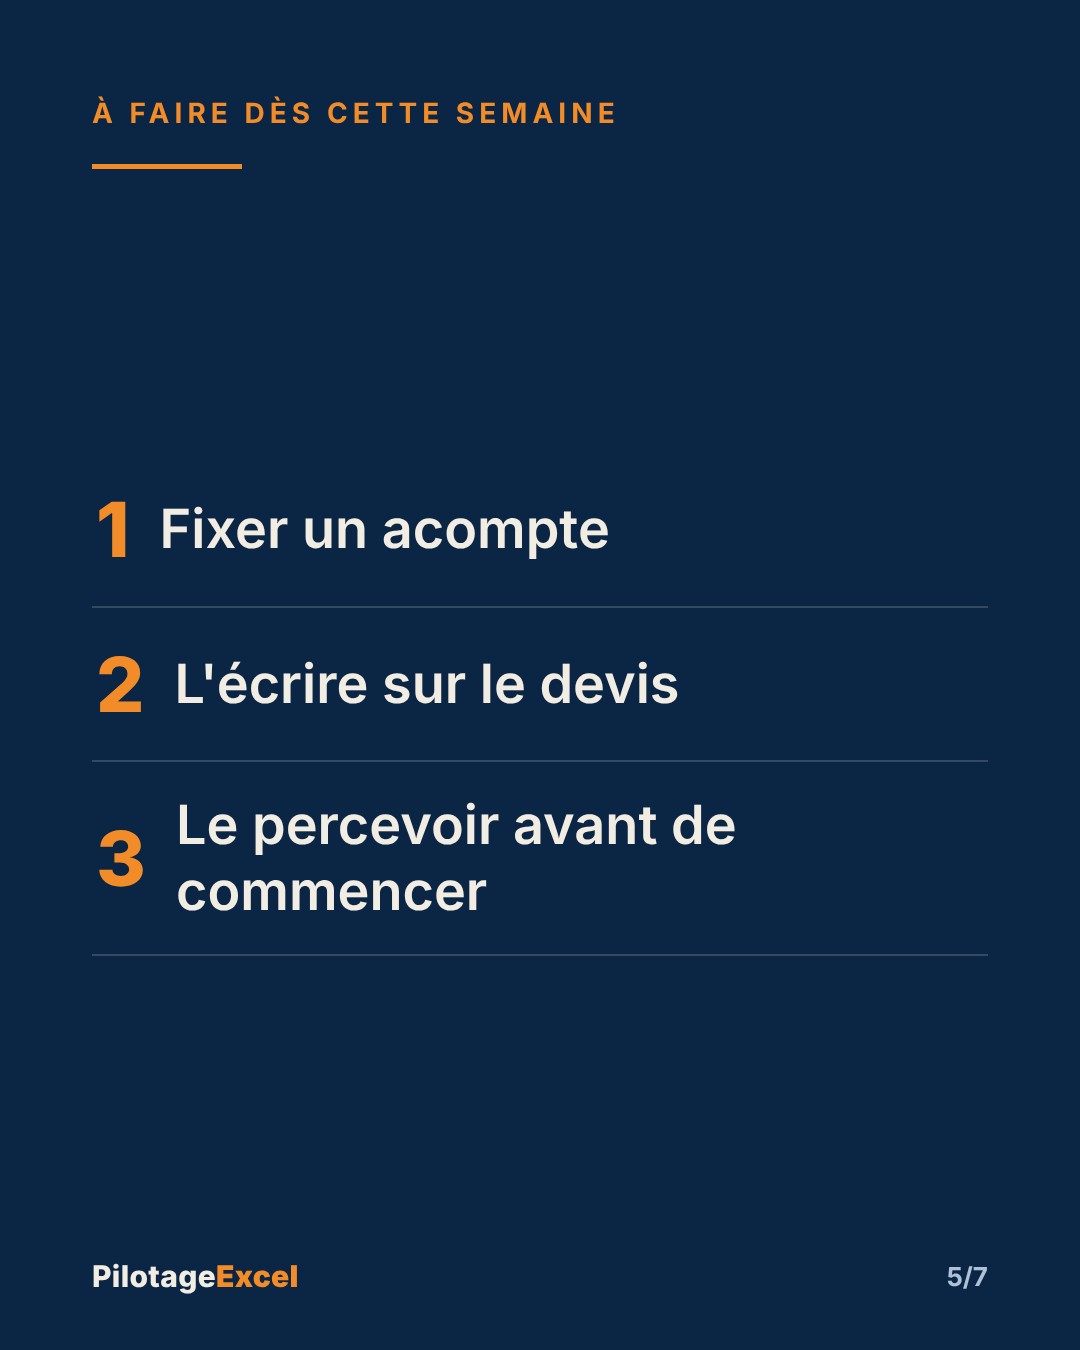 À FAIRE DÈS CETTE SEMAINE
1 Fixer un acompte
2 L'écrire sur le devis
3 Le percevoir avant de
commencer
PilotageExcel
5/7